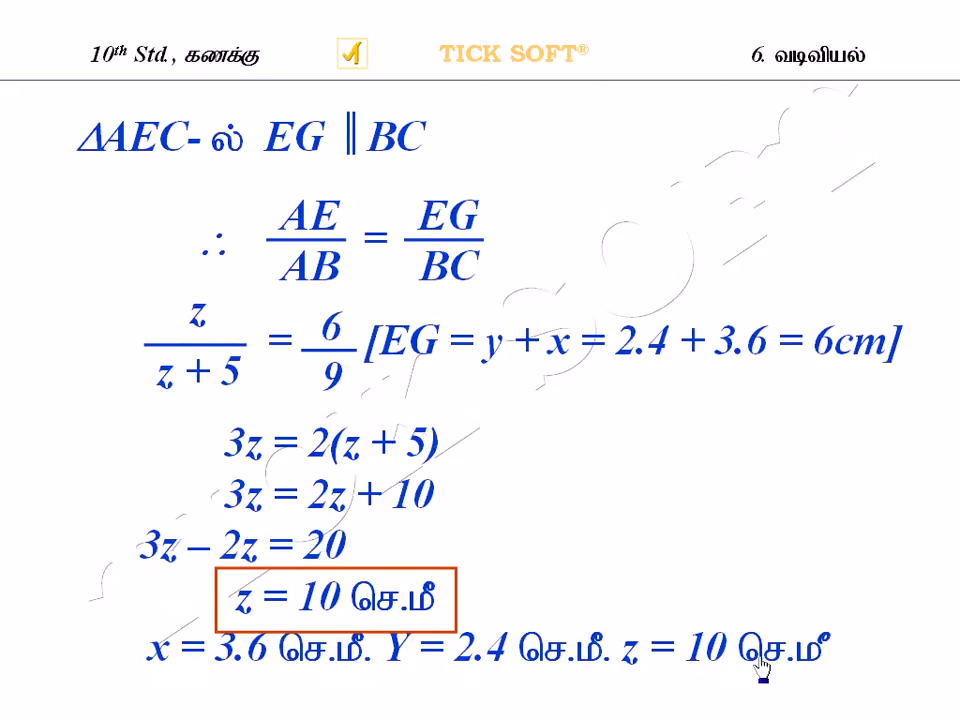 10th Std., கணக்கு TICK SOFT® 6. வடிவியல்
ΔAEC- ல் EG ∥ BC
∴ AE/AB = EG/BC
z/(z + 5) = 6/9 [EG = y + x = 2.4 + 3.6 = 6cm]
3z = 2(z + 5)
3z = 2z + 10
3z – 2z = 20
z = 10 செ.மீ
x = 3.6 செ.மீ. Y = 2.4 செ.மீ. z = 10 செ.மீ